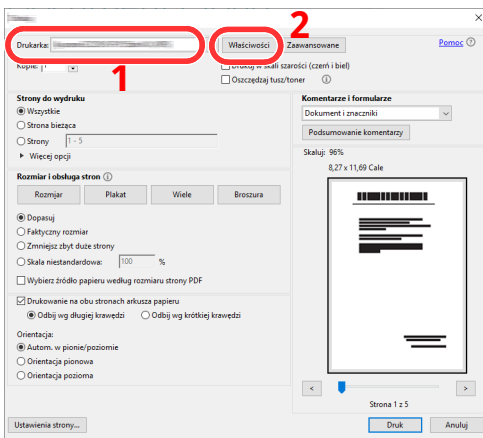 2
Drukarka:
Właściwości
Zaawansowane
Pomoc
1
Kopie: 1
Drukuj w skali szarości (czerń i biel)
Oszczędzaj tusz/toner
Strony do wydruku
Wszystkie
Strona bieżąca
Strony 1 - 5
Więcej opcji
Rozmiar i obsługa stron
Rozmjar
Plakat
Wiele
Broszura
Dopasuj
Faktyczny rozmiar
Zmniejsz zbyt duże strony
Skala niestandardowa: 100 %
Wybierz źródło papieru według rozmiaru strony PDF
Drukowanie na obu stronach arkusza papieru
Odbij wg długiej krawędzi
Odbij wg krótkiej krawędzi
Orientacja:
Autom. w pionie/poziomie
Orientacja pionowa
Orientacja pozioma
Komentarze i formularze
Dokument i znaczniki
Podsumowanie komentarzy
Skaluj: 96%
8,27 x 11,69 Cale
<
>
Strona 1 z 5
Ustawienia strony...
Druk
Anuluj